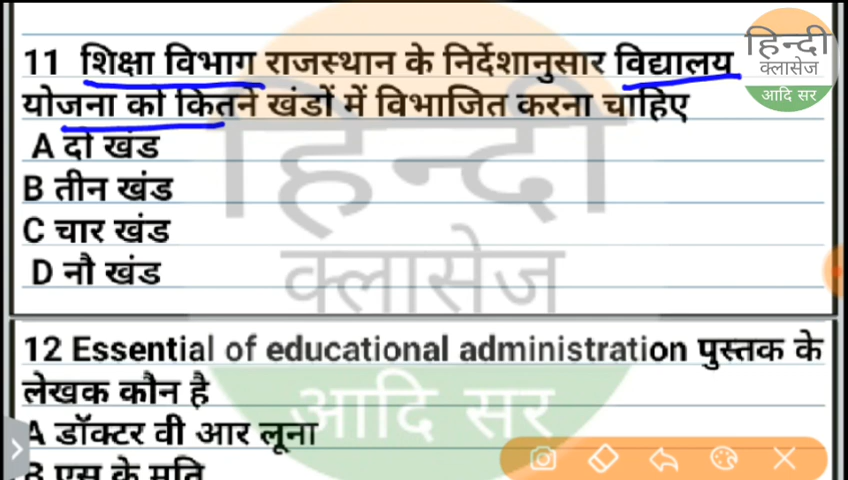 हिन्दी
क्लासेज
आदि सर
11 शिक्षा विभाग राजस्थान के निर्देशानुसार विद्यालय
योजना को कितने खंडों में विभाजित करना चाहिए
A दो खंड
B तीन खंड
C चार खंड
D नौ खंड
हिन्दी
क्लासेज
आदि सर
12 Essential of educational administration पुस्तक के
लेखक कौन है
A डॉक्टर वी आर लूना
B एस के